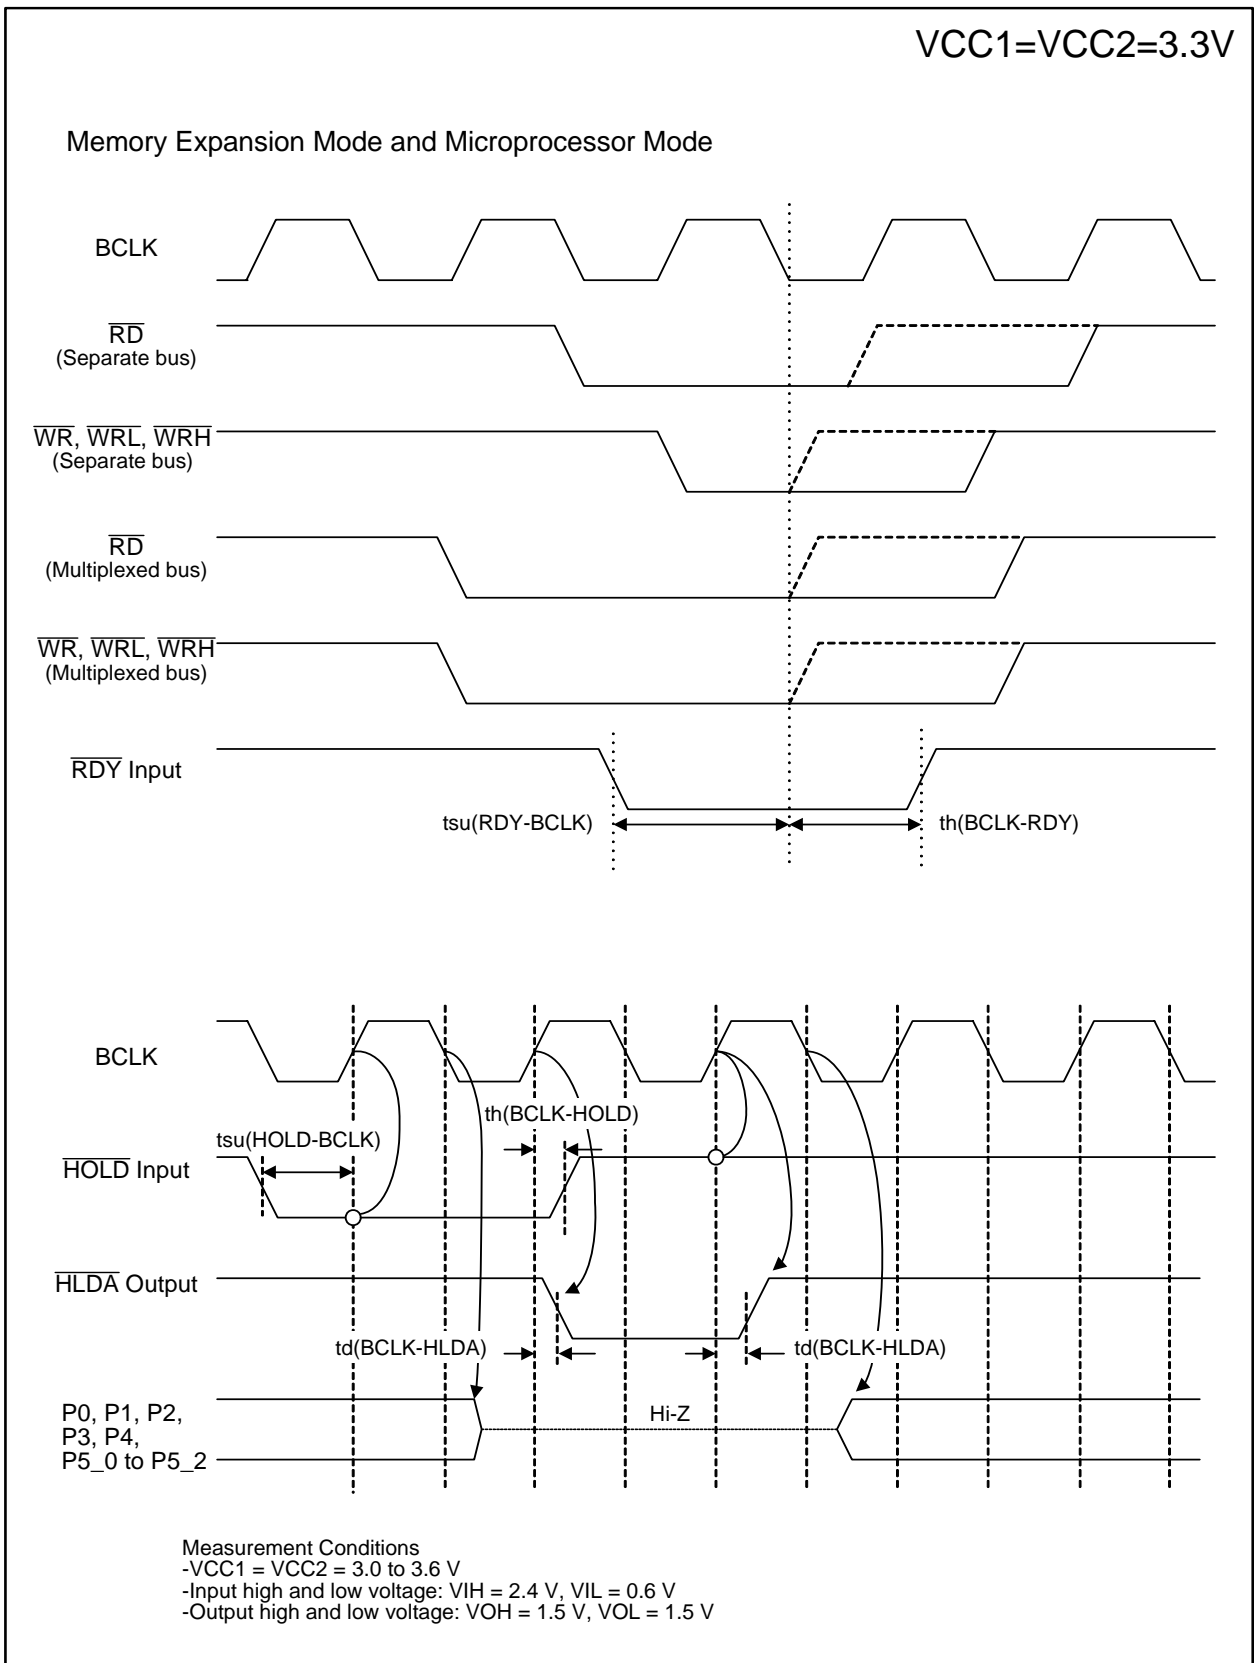 VCC1=VCC2=3.3V
Memory Expansion Mode and Microprocessor Mode
BCLK
RD
(Separate bus)
WR, WRL, WRH
(Separate bus)
RD
(Multiplexed bus)
WR, WRL, WRH
(Multiplexed bus)
RDY Input
tsu(RDY-BCLK)
th(BCLK-RDY)
BCLK
th(BCLK-HOLD)
tsu(HOLD-BCLK)
HOLD Input
HLDA Output
td(BCLK-HLDA)
td(BCLK-HLDA)
Hi-Z
P0, P1, P2,
P3, P4,
P5_0 to P5_2
Measurement Conditions
-VCC1 = VCC2 = 3.0 to 3.6 V
-Input high and low voltage: VIH = 2.4 V, VIL = 0.6 V
-Output high and low voltage: VOH = 1.5 V, VOL = 1.5 V